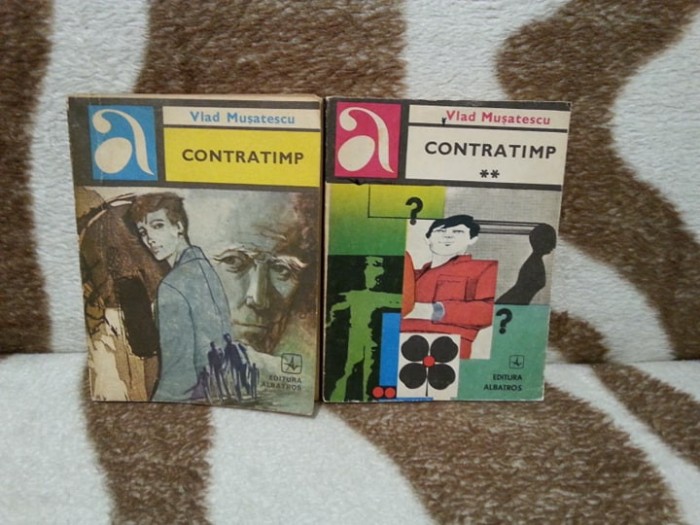 a
Vlad Mușatescu
CONTRATIMP
EDITURA
ALBATROS
a
Vlad Mușatescu
CONTRATIMP
**
?
?
EDITURA
ALBATROS